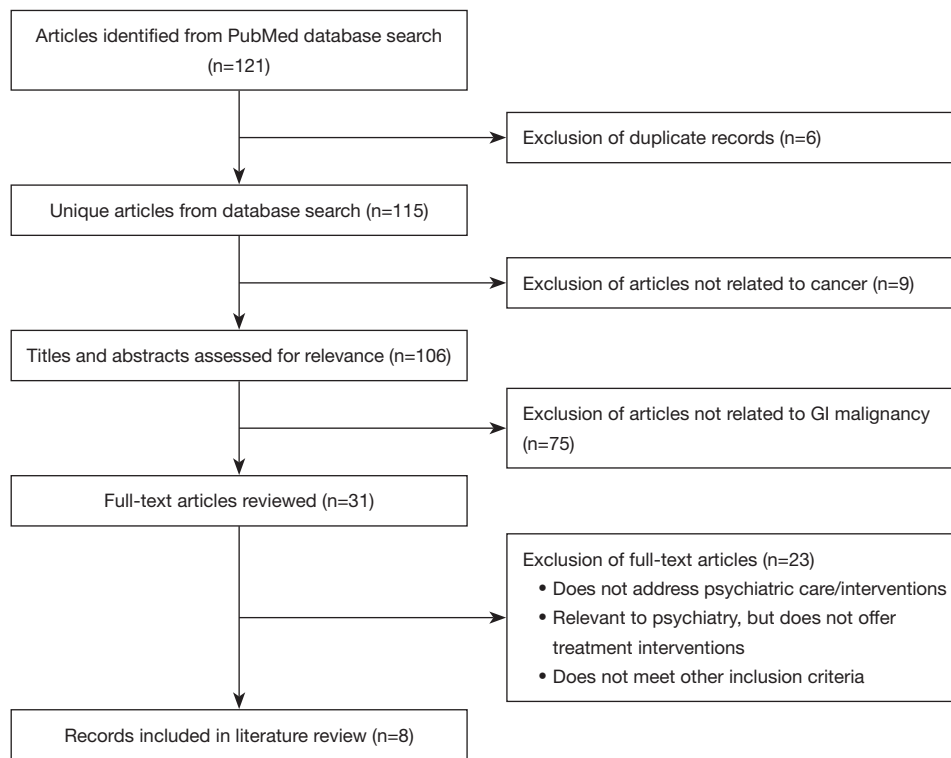 Articles identified from PubMed database search
(n=121)
Exclusion of duplicate records (n=6)
Unique articles from database search (n=115)
Exclusion of articles not related to cancer (n=9)
Titles and abstracts assessed for relevance (n=106)
Exclusion of articles not related to GI malignancy
(n=75)
Full-text articles reviewed (n=31)
Exclusion of full-text articles (n=23)
• Does not address psychiatric care/interventions
• Relevant to psychiatry, but does not offer
treatment interventions
• Does not meet other inclusion criteria
Records included in literature review (n=8)